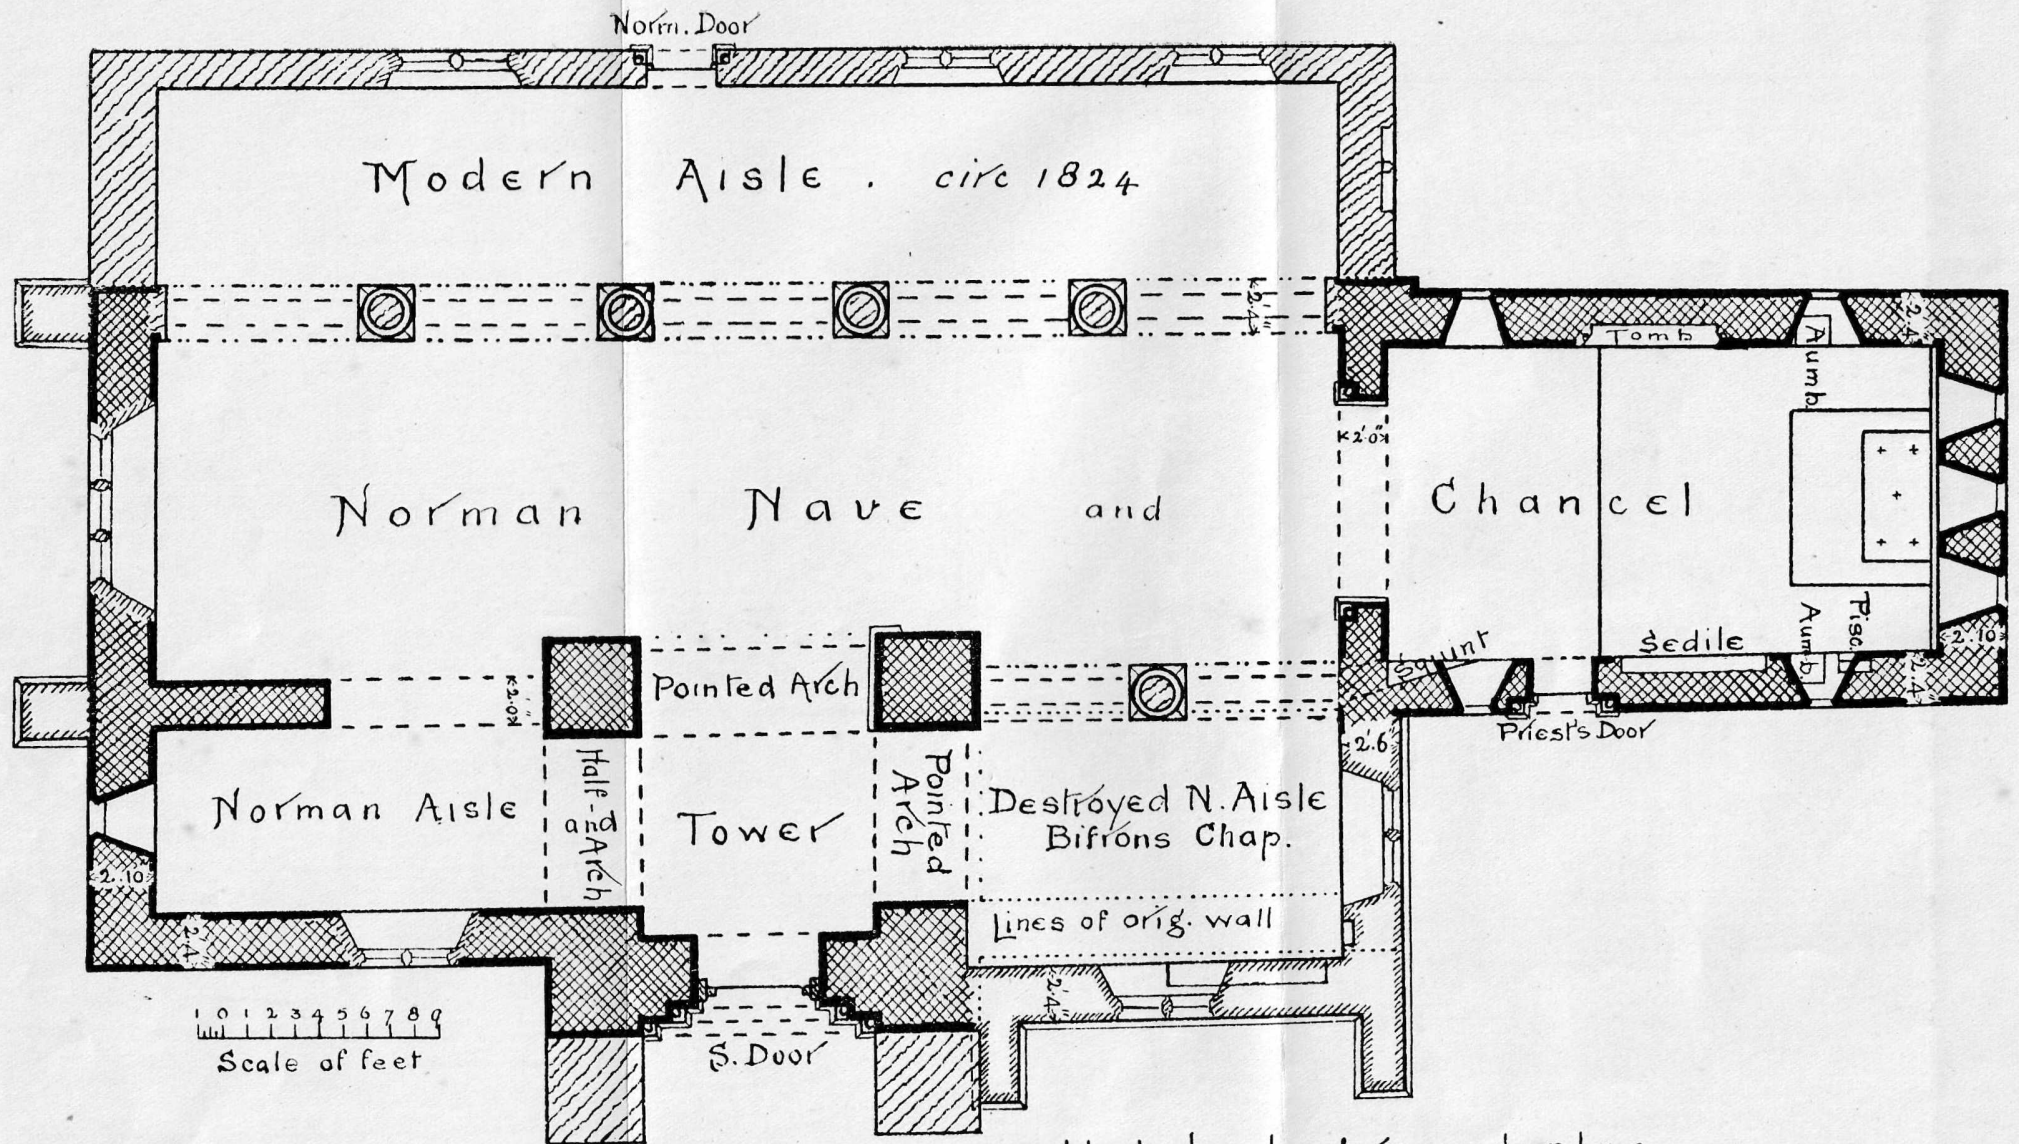 Norm. Door
Modern Aisle. circ 1824
2'.4"
Tomb
Aumb.
2'.4"
2'.0"
Norman Nave and Chancel
Squint
Sedile
Aumb
Pisc.
2.10
2'.4"
Priest's Door
2'.0"
Pointed Arch
2'.6
Norman Aisle
Half-a-
an Arch
Tower
Pointed
Arch
Destroyed N. Aisle
Bifrons Chap.
Lines of orig. wall
2.10
2'.4"
2'.4"
1 0 1 2 3 4 5 6 7 8 9
Scale of feet
S. Door